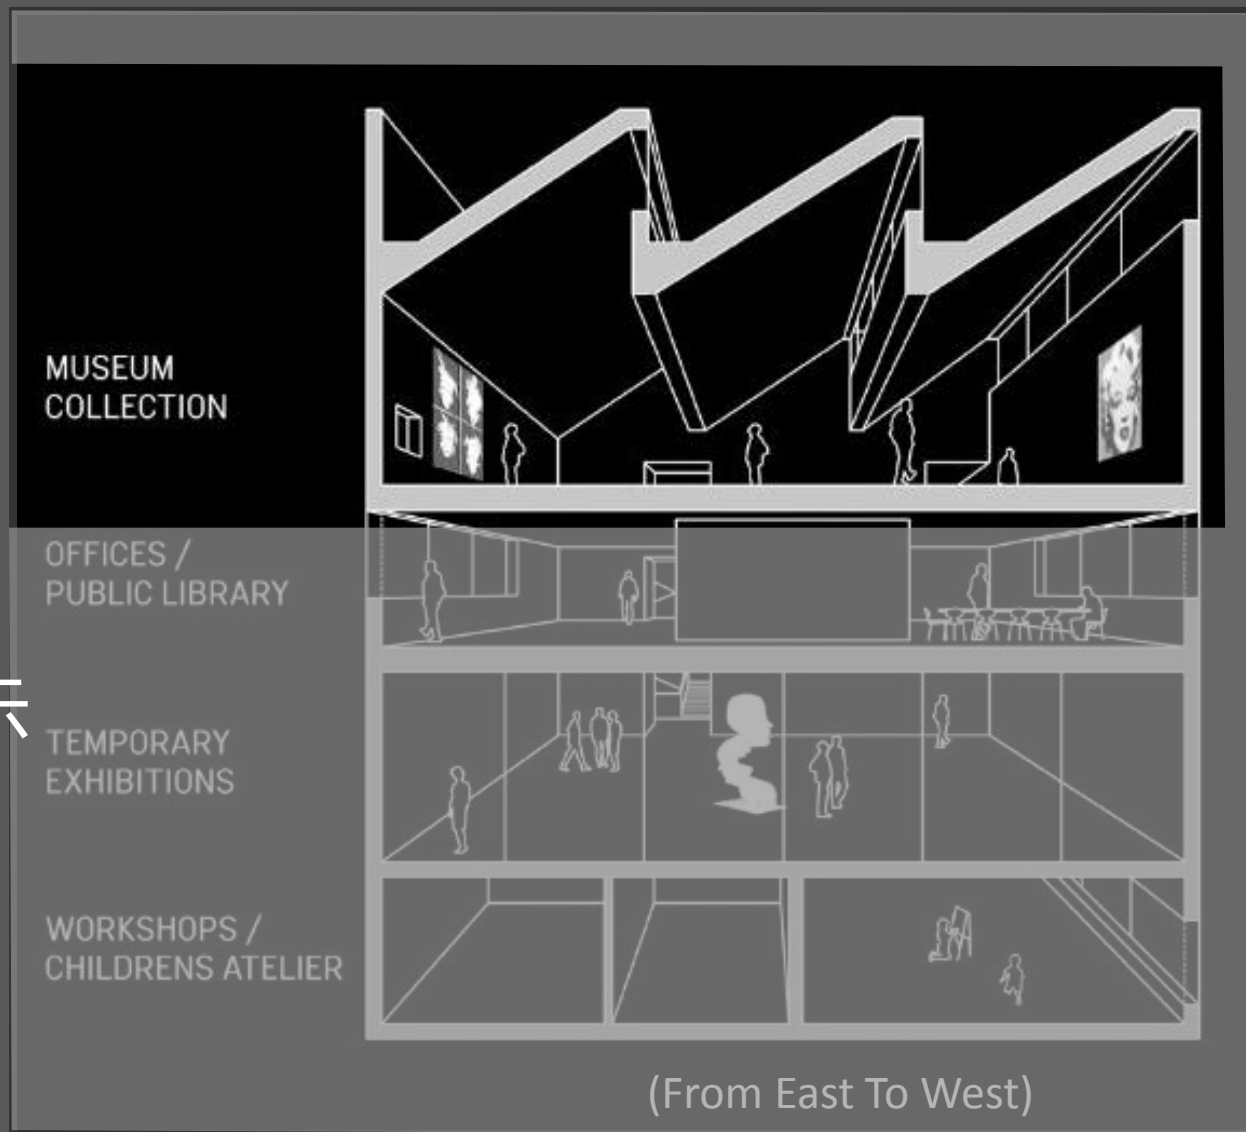 MUSEUM
COLLECTION
OFFICES /
PUBLIC LIBRARY
TEMPORARY
EXHIBITIONS
WORKSHOPS /
CHILDRENS ATELIER
(From East To West)